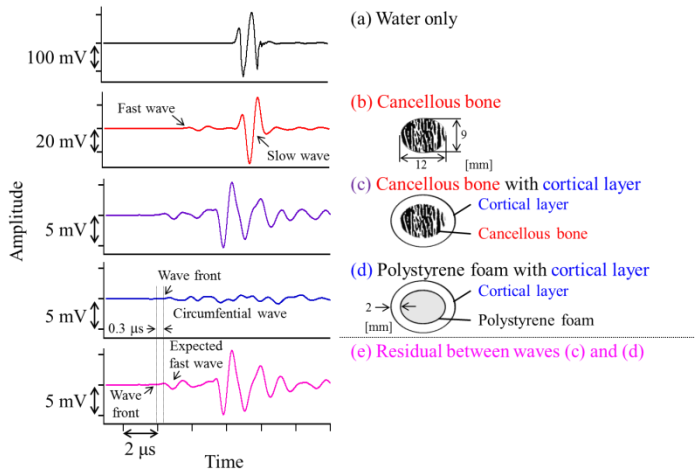 (a) Water only
100 mV
(b) Cancellous bone
Fast wave
Slow wave
20 mV
9
12
[mm]
(c) Cancellous bone with cortical layer
Cortical layer
Cancellous bone
5 mV
Amplitude
(d) Polystyrene foam with cortical layer
Wave front
Circumfential wave
5 mV
0.3 μs
Cortical layer
2
[mm]
Polystyrene foam
(e) Residual between waves (c) and (d)
Expected
fast wave
5 mV
Wave
front
2 μs
Time